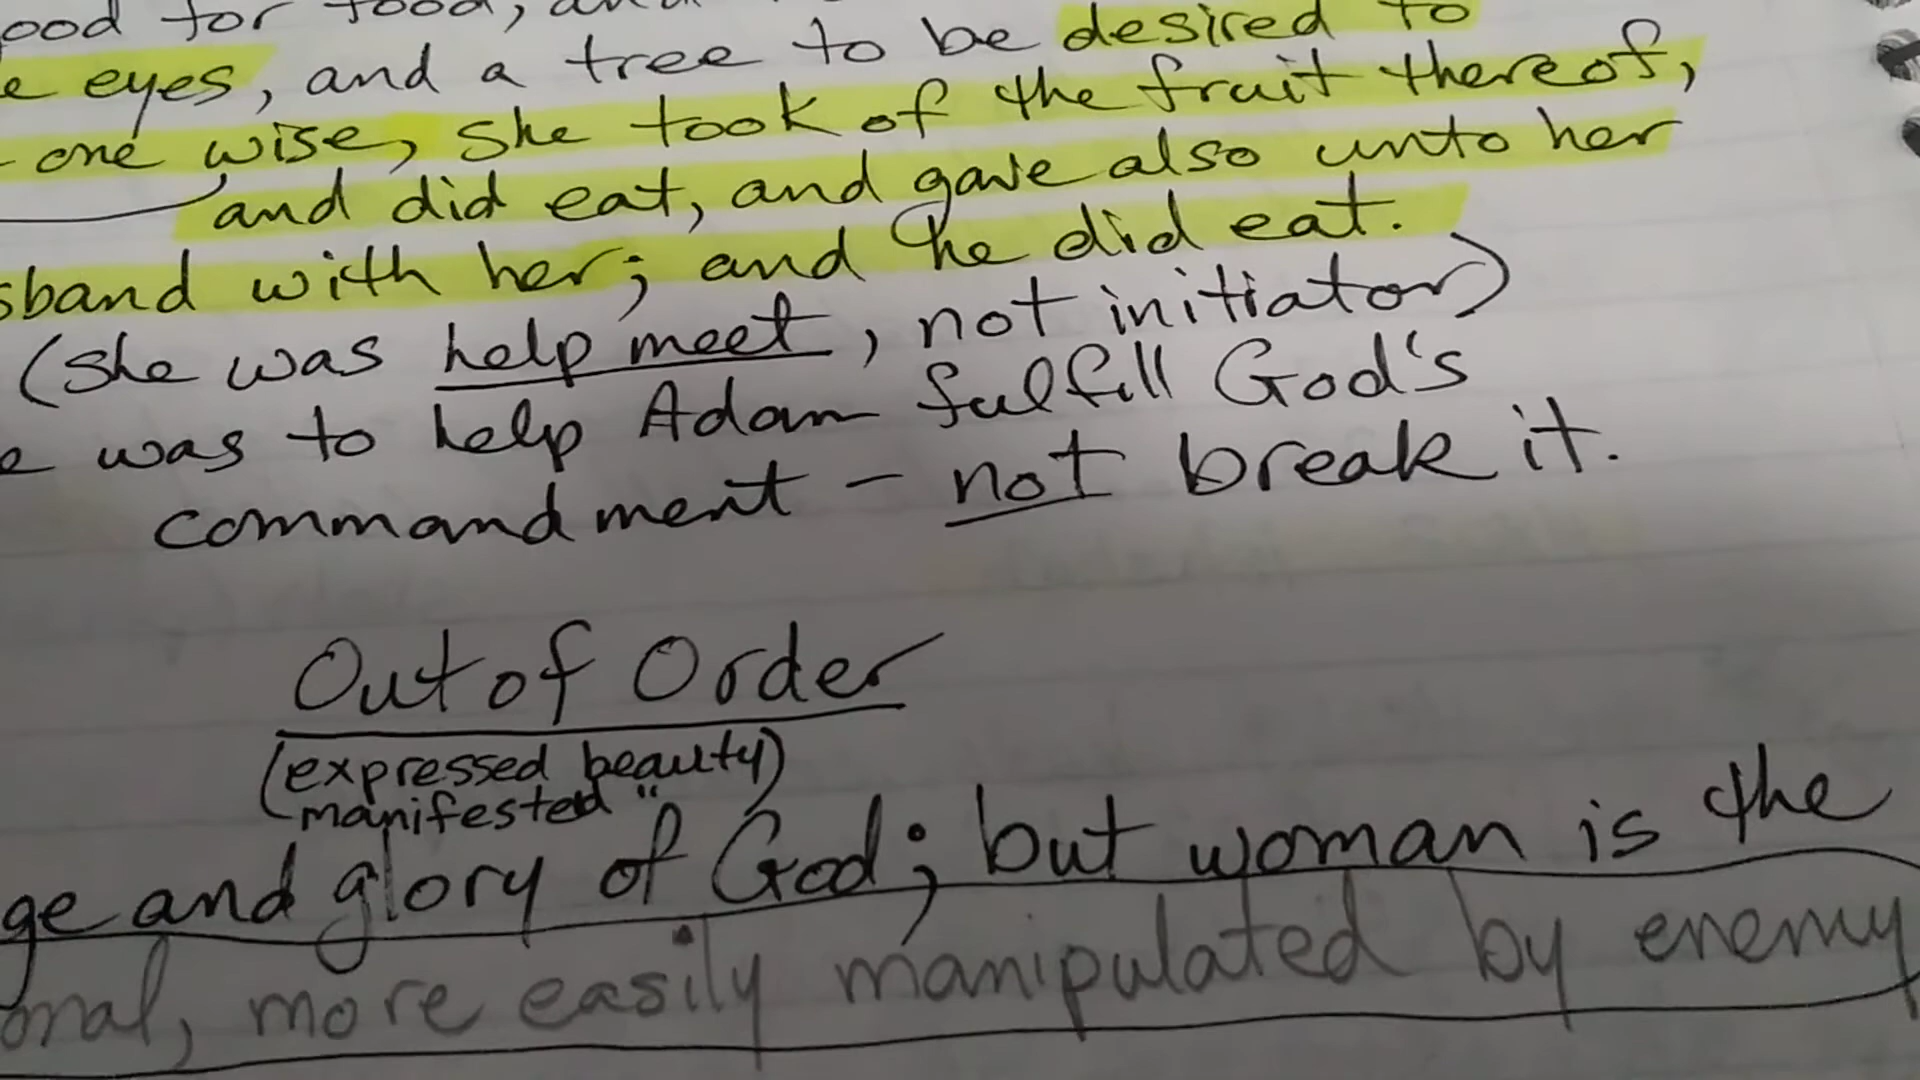 ood for food, and
e eyes, and a tree to be desired to
one wise, she took of the fruit thereof,
and did eat, and gave also unto her
sband with her; and he did eat.
(she was help meet, not initiator)
e was to help Adam fulfill God's
commandment - not break it.
Out of Order
(expressed beauty)
manifested "
ge and glory of God; but woman is the
onal, more easily manipulated by enemy